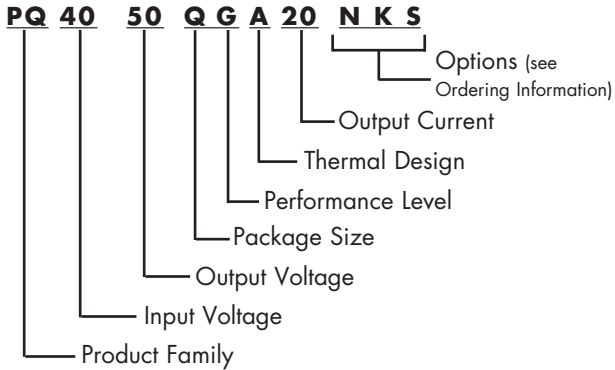 PQ 40 50 Q G A 20 N K S
Options (see
Ordering Information)
Output Current
Thermal Design
Performance Level
Package Size
Output Voltage
Input Voltage
Product Family